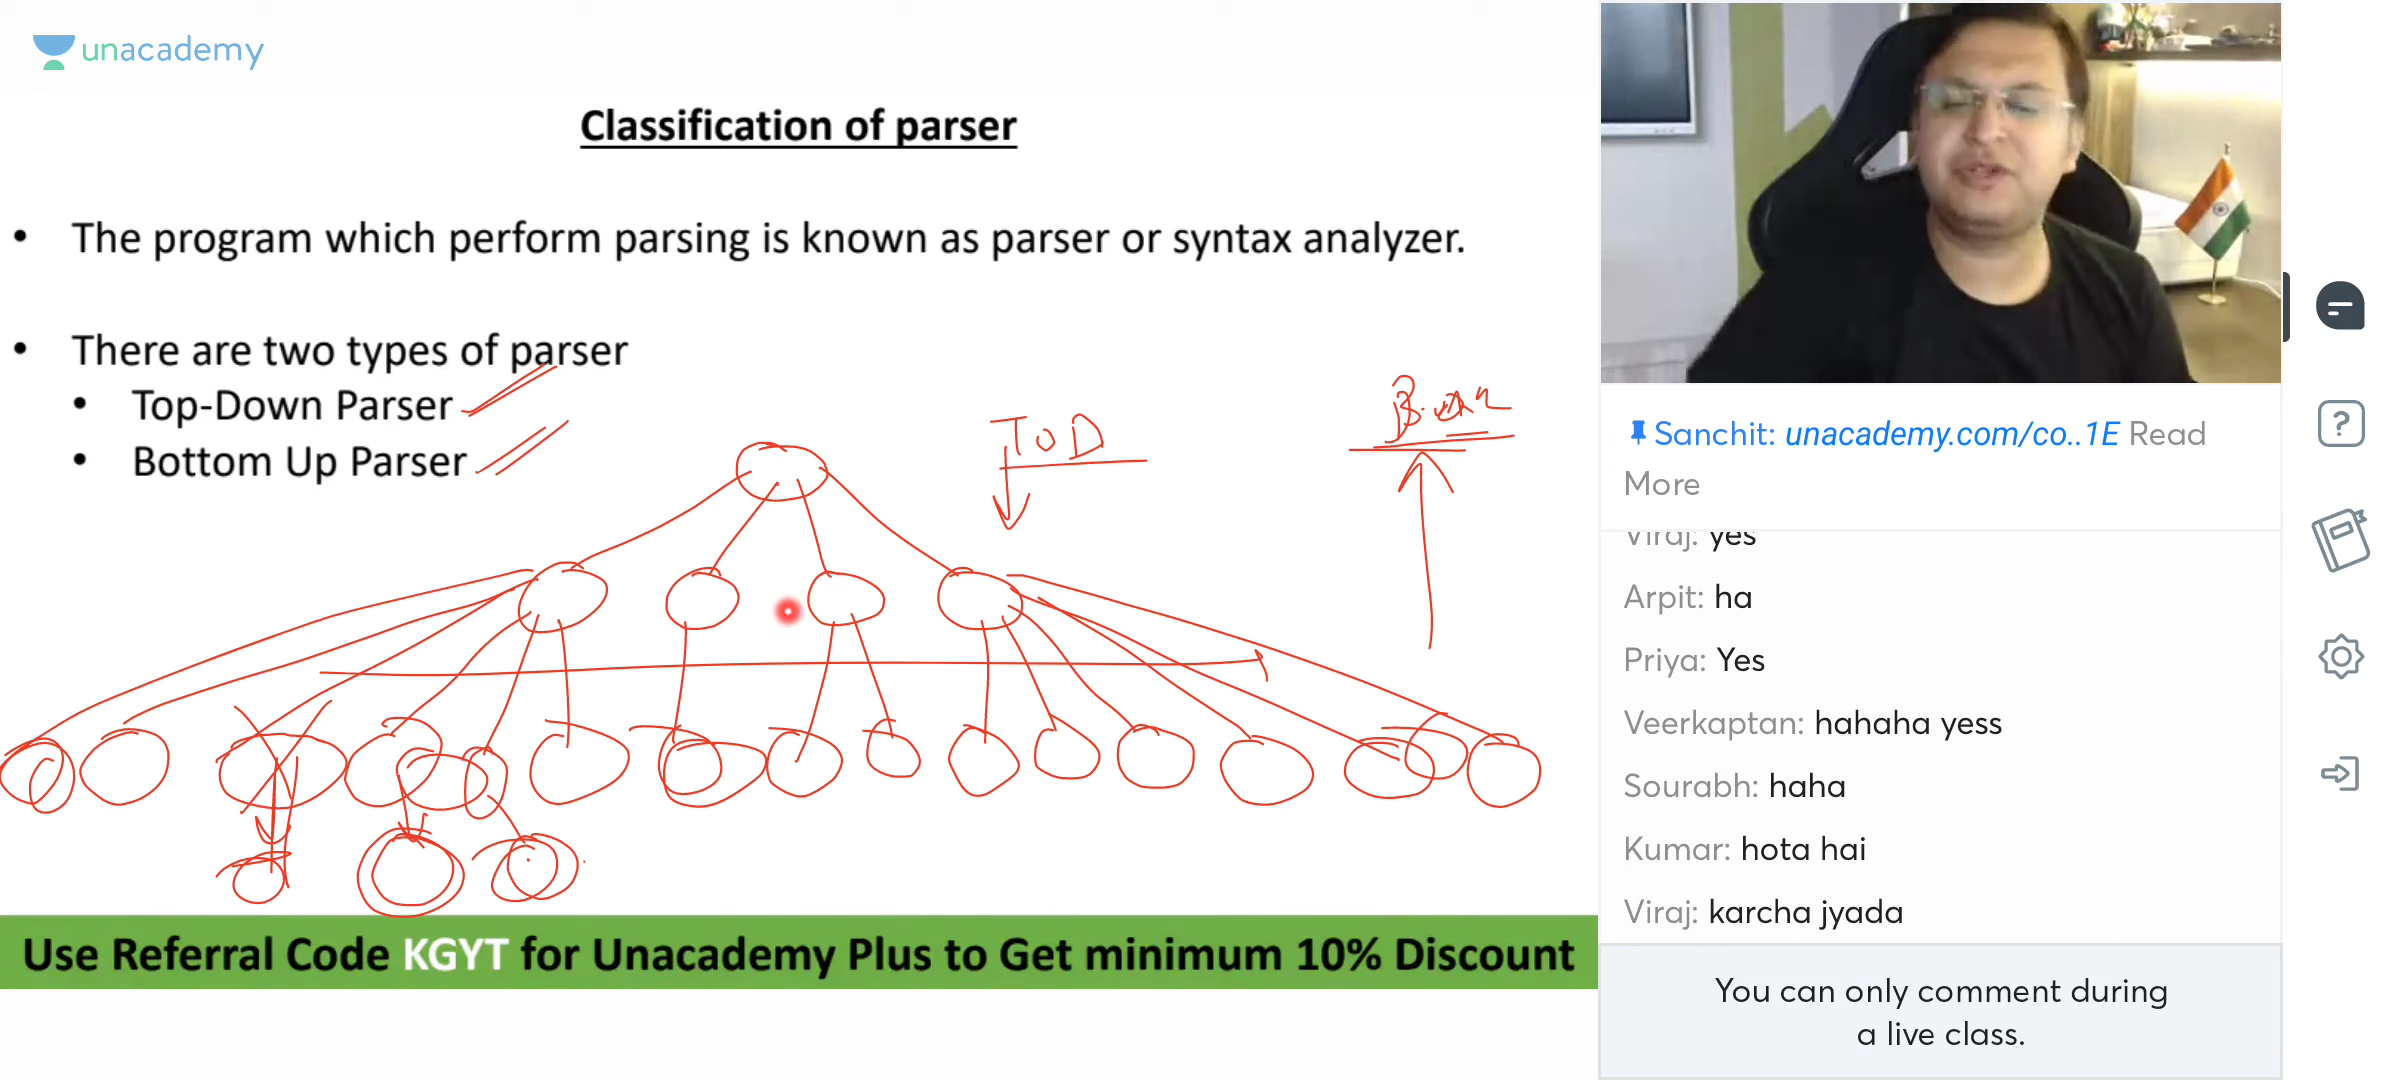 unacademy
Classification of parser
• The program which perform parsing is known as parser or syntax analyzer.
• There are two types of parser
• Top-Down Parser
• Bottom Up Parser
Use Referral Code KGYT for Unacademy Plus to Get minimum 10% Discount
Sanchit: unacademy.com/co..1E Read
More
Viraj: yes
Arpit: ha
Priya: Yes
Veerkaptan: hahaha yess
Sourabh: haha
Kumar: hota hai
Viraj: karcha jyada
You can only comment during
a live class.